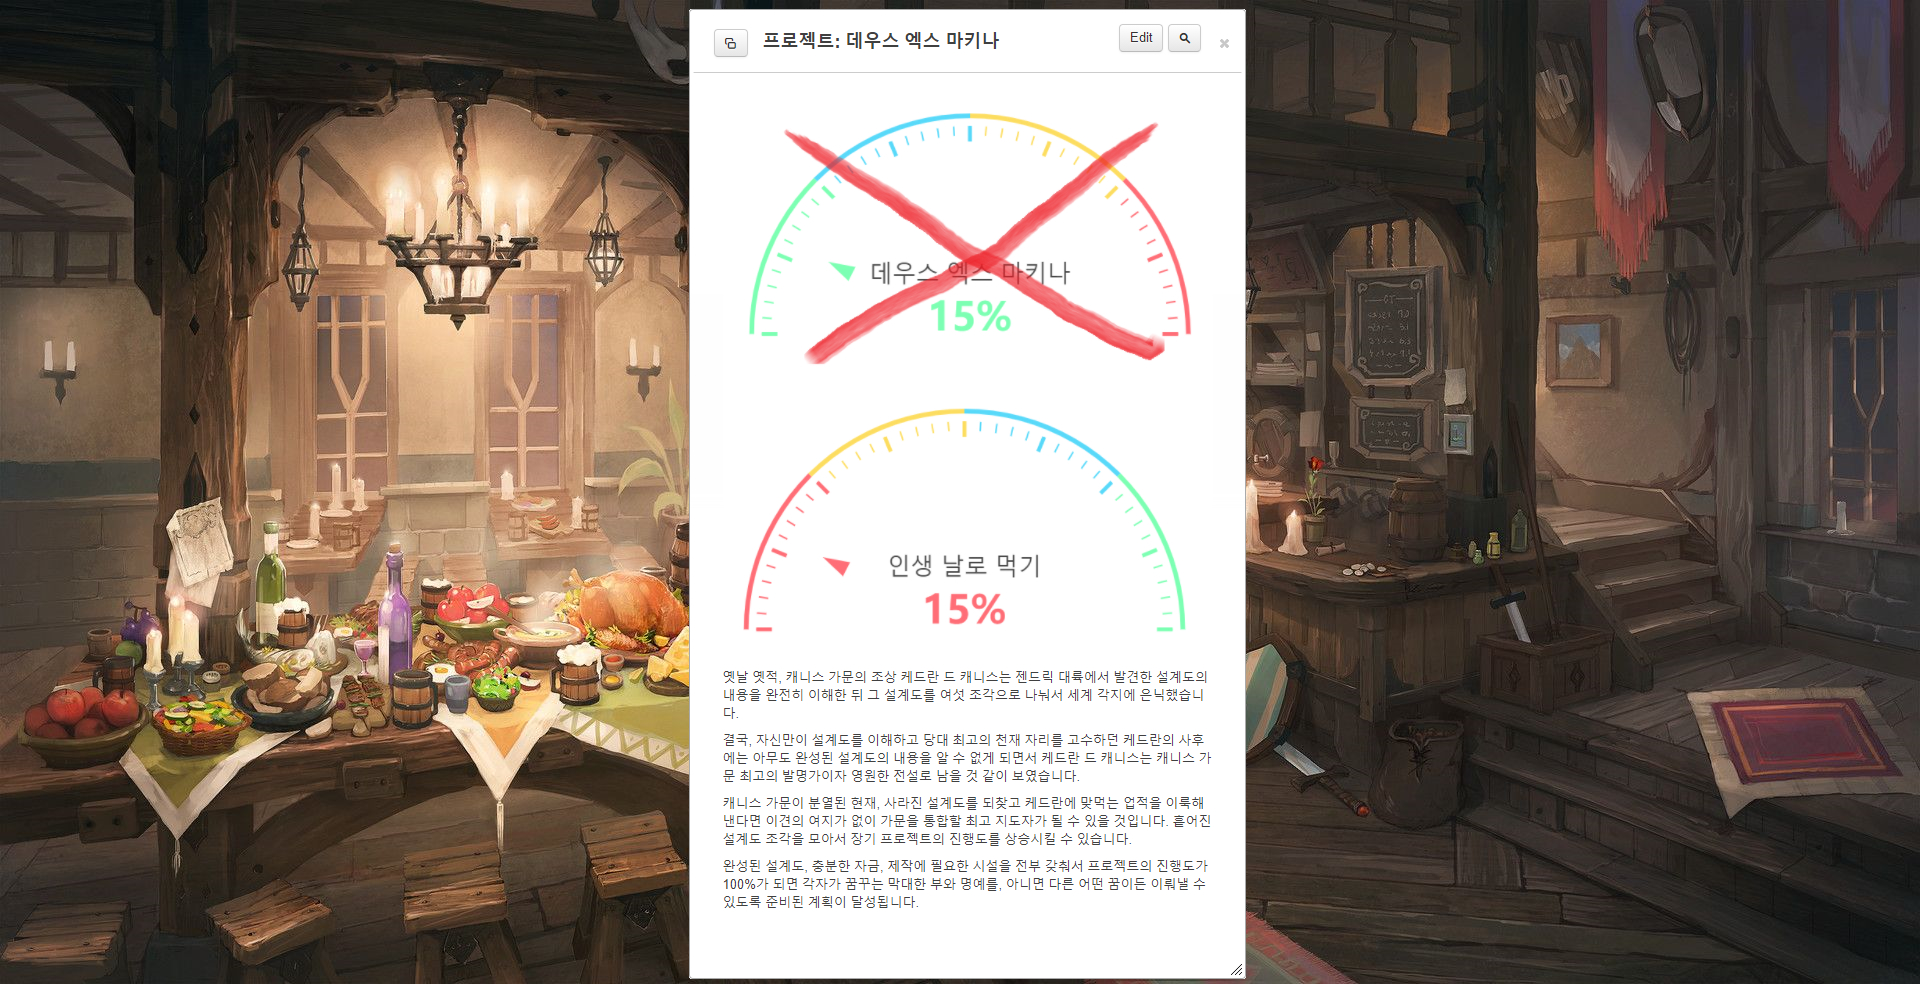 프로젝트: 데우스 엑스 마키나
Edit
데우스 엑스 마키나
15%
인생 날로 먹기
15%
옛날 옛적, 캐니스 가문의 조상 케드란 드 캐니스는 젠드릭 대륙에서 발견한 설계도의
내용을 완전히 이해한 뒤 그 설계도를 여섯 조각으로 나눠서 세계 각지에 은닉했습니
다.
결국, 자신만이 설계도를 이해하고 당대 최고의 천재 자리를 고수하던 케드란의 사후
에는 아무도 완성된 설계도의 내용을 알 수 없게 되면서 케드란 드 캐니스는 캐니스 가
문 최고의 발명가이자 영원한 전설로 남을 것 같이 보였습니다.
캐니스 가문이 분열된 현재, 사라진 설계도를 되찾고 케드란에 맞먹는 업적을 이룩해
낸다면 이견의 여지가 없이 가문을 통합할 최고 지도자가 될 수 있을 것입니다. 흩어진
설계도 조각을 모아서 장기 프로젝트의 진행도를 상승시킬 수 있습니다.
완성된 설계도, 충분한 자금, 제작에 필요한 시설을 전부 갖춰서 프로젝트의 진행도가
100%가 되면 각자가 꿈꾸는 막대한 부와 명예를, 아니면 다른 어떤 꿈이든 이뤄낼 수
있도록 준비된 계획이 달성됩니다.